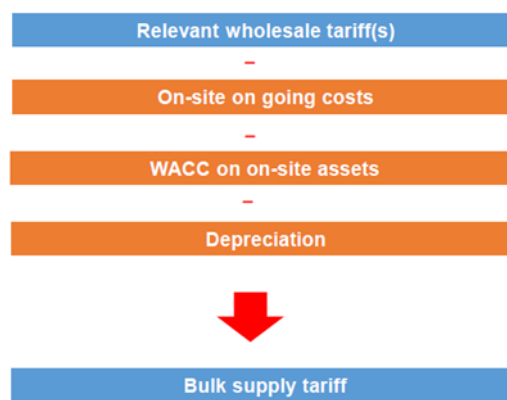 Relevant wholesale tariff(s)
–
On-site on going costs
–
WACC on on-site assets
–
Depreciation
Bulk supply tariff